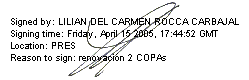 Signed by: LILIAN DEL CARMEN ROCCA CARBAJAL
Signing time: Friday, April 15 2005, 17:44:52 GMT
Location: PRES
Reason to sign: renovación 2 COPAs